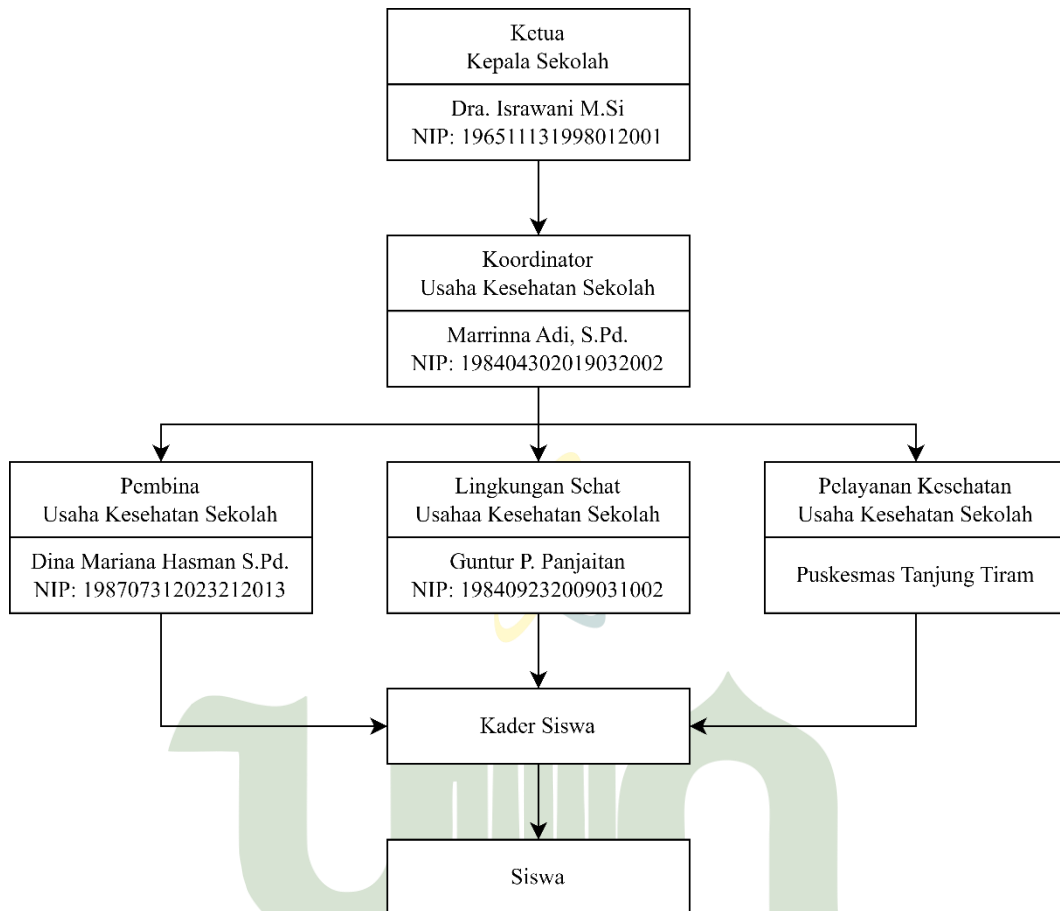 Ketua
Kepala Sekolah
Dra. Israwani M.Si
NIP: 196511131998012001
Koordinator
Usaha Kesehatan Sekolah
Marrinna Adi, S.Pd.
NIP: 198404302019032002
Pembina
Usaha Kesehatan Sekolah
Dina Mariana Hasman S.Pd.
NIP: 198707312023212013
Lingkungan Sehat
Usahaa Kesehatan Sekolah
Guntur P. Panjaitan
NIP: 198409232009031002
Pelayanan Kesehatan
Usaha Kesehatan Sekolah
Puskesmas Tanjung Tiram
Kader Siswa
Siswa